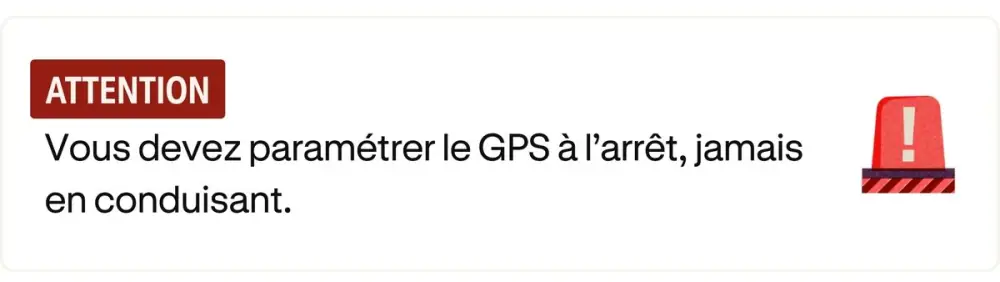 ATTENTION
Vous devez paramétrer le GPS à l’arrêt, jamais
en conduisant.